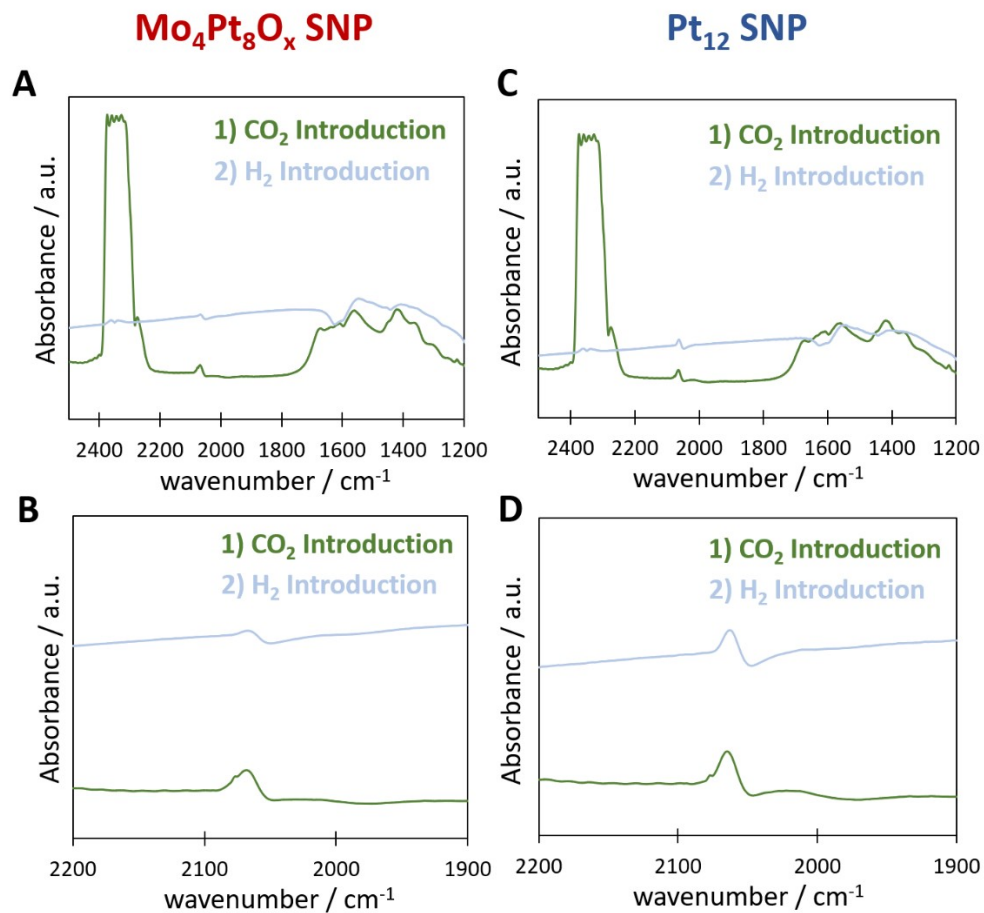 Mo₄Pt₈Oₓ SNP
Pt₁₂ SNP
A
1) CO₂ Introduction
2) H₂ Introduction
Absorbance / a.u.
2400 2200 2000 1800 1600 1400 1200
wavenumber / cm⁻¹
C
1) CO₂ Introduction
2) H₂ Introduction
Absorbance / a.u.
2400 2200 2000 1800 1600 1400 1200
wavenumber / cm⁻¹
B
1) CO₂ Introduction
2) H₂ Introduction
Absorbance / a.u.
2200 2100 2000 1900
wavenumber / cm⁻¹
D
1) CO₂ Introduction
2) H₂ Introduction
Absorbance / a.u.
2200 2100 2000 1900
wavenumber / cm⁻¹